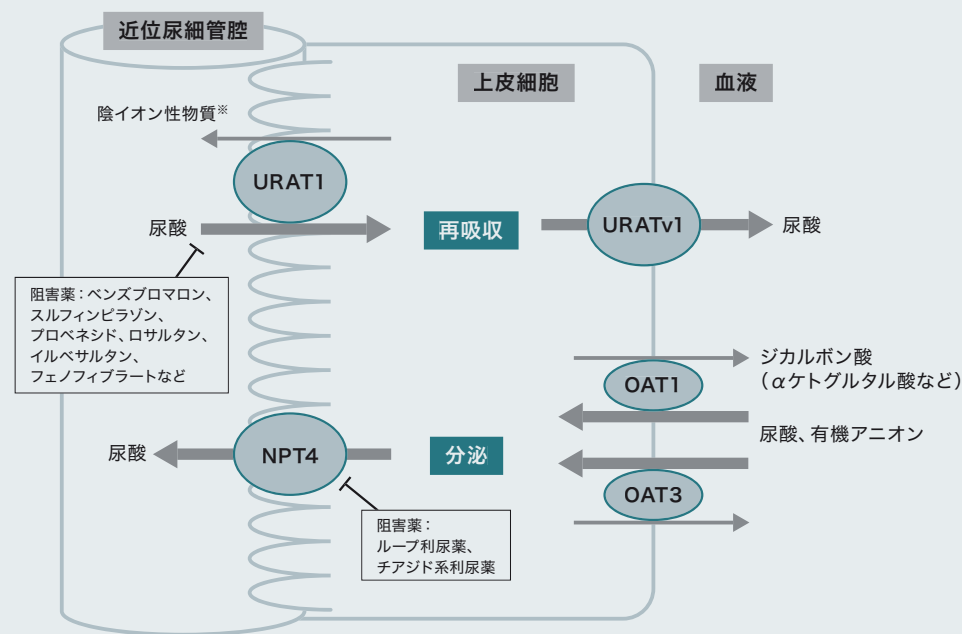 近位尿細管腔
上皮細胞
血液
陰イオン性物質※
URAT1
尿酸
再吸収
URATv1
尿酸
阻害薬：ベンズブロマロン、
スルフィンピラゾン、
プロベネシド、ロサルタン、
イルベサルタン、
フェノフィブラートなど
OAT1
ジカルボン酸
（αケトグルタル酸など）
尿酸、有機アニオン
尿酸
NPT4
分泌
OAT3
阻害薬：
ループ利尿薬、
チアジド系利尿薬